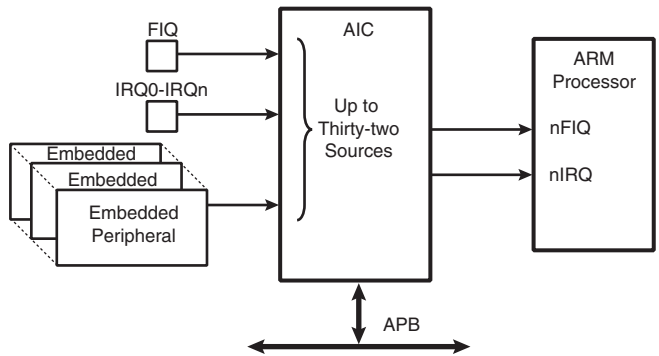 FIQ
IRQ0-IRQn
Embedded
Embedded
Embedded
Peripheral
AIC
Up to
Thirty-two
Sources
ARM
Processor
nFIQ
nIRQ
APB